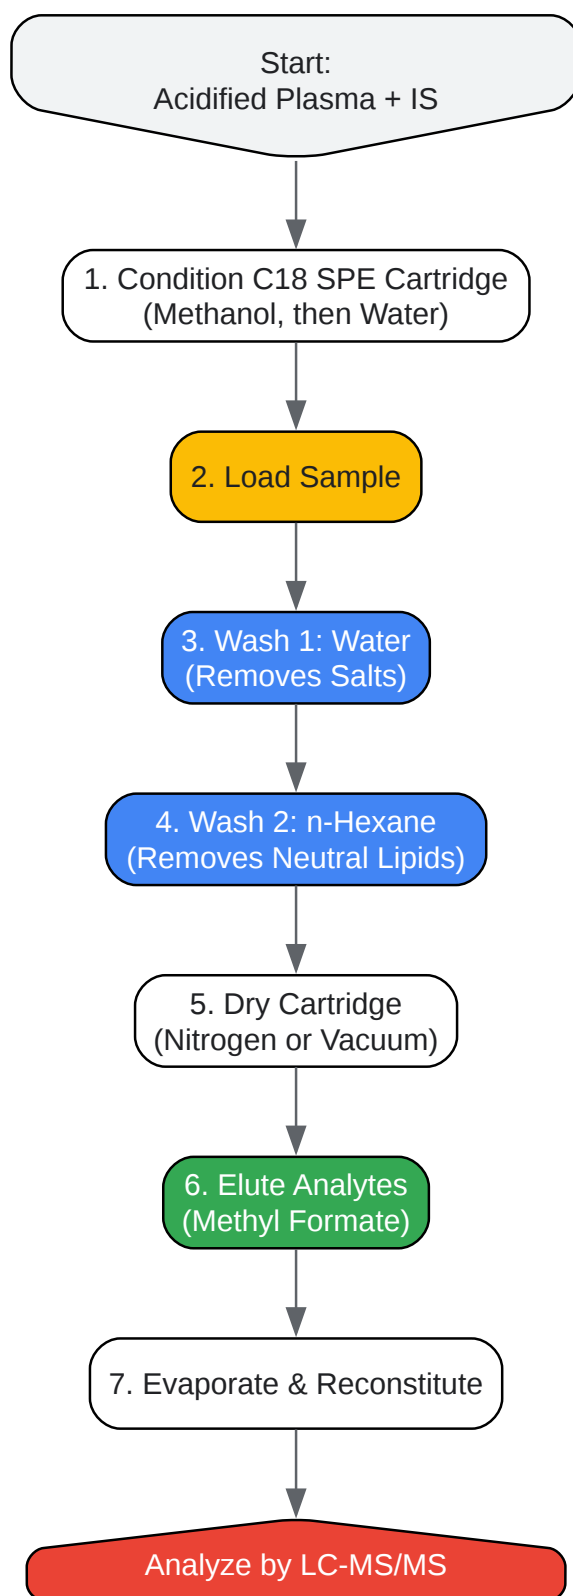 Start:
Acidified Plasma + IS
1. Condition C18 SPE Cartridge
(Methanol, then Water)
2. Load Sample
3. Wash 1: Water
(Removes Salts)
4. Wash 2: n-Hexane
(Removes Neutral Lipids)
5. Dry Cartridge
(Nitrogen or Vacuum)
6. Elute Analytes
(Methyl Formate)
7. Evaporate & Reconstitute
Analyze by LC-MS/MS